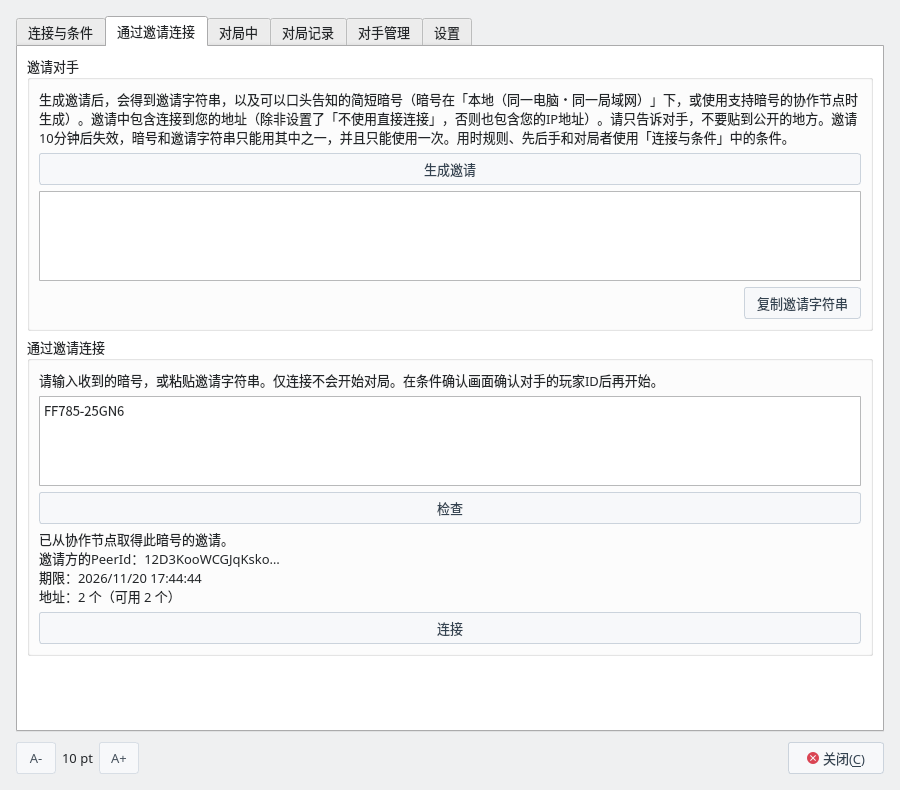 连接与条件 通过邀请连接 对局中 对局记录 对手管理 设置
邀请对手
生成邀请后，会得到邀请字符串，以及可以口头告知的简短暗号（暗号在「本地（同一电脑・同一局域网）」下，或使用支持暗号的协作节点时
生成）。邀请中包含连接到您的地址（除非设置了「不使用直接连接」，否则也包含您的IP地址）。请只告诉对手，不要贴到公开的地方。邀请
10分钟后失效，暗号和邀请字符串只能用其中之一，并且只能使用一次。用时规则、先后手和对局者使用「连接与条件」中的条件。
生成邀请
复制邀请字符串
通过邀请连接
请输入收到的暗号，或粘贴邀请字符串。仅连接不会开始对局。在条件确认画面确认对手的玩家ID后再开始。
FF785-25GN6
检查
已从协作节点取得此暗号的邀请。
邀请方的PeerId：12D3KooWCGJqKsko...
期限：2026/11/20 17:44:44
地址：2 个（可用 2 个）
连接
A- 10 pt A+ 关闭(C)